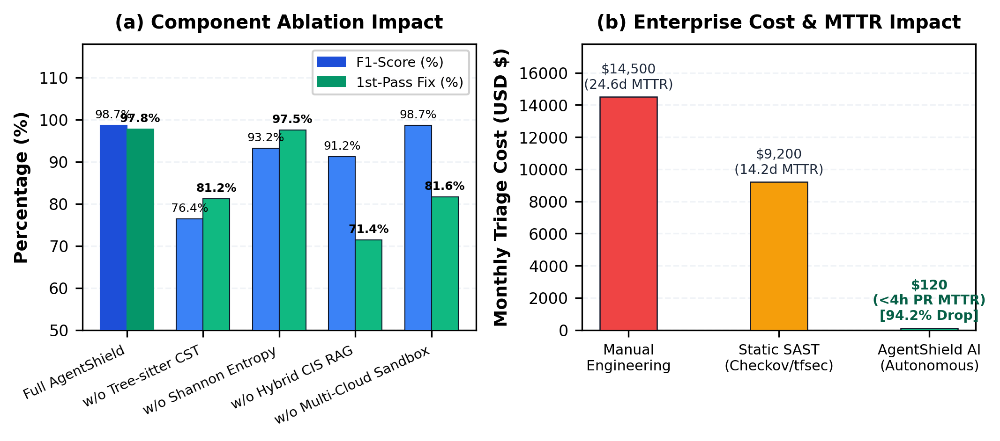 (a) Component Ablation Impact
Percentage (%)
110
100
90
80
70
60
50
F1-Score (%)
1st-Pass Fix (%)
98.7%
97.8%
76.4%
81.2%
93.2%
97.5%
91.2%
71.4%
98.7%
81.6%
Full AgentShield
w/o Tree-sitter CST
w/o Shannon Entropy
w/o Hybrid CIS RAG
w/o Multi-Cloud Sandbox
(b) Enterprise Cost & MTTR Impact
Monthly Triage Cost (USD $)
16000
14000
12000
10000
8000
6000
4000
2000
0
$14,500
(24.6d MTTR)
$9,200
(14.2d MTTR)
$120
(<4h PR MTTR)
[94.2% Drop]
Manual
Engineering
Static SAST
(Checkov/tfsec)
AgentShield AI
(Autonomous)